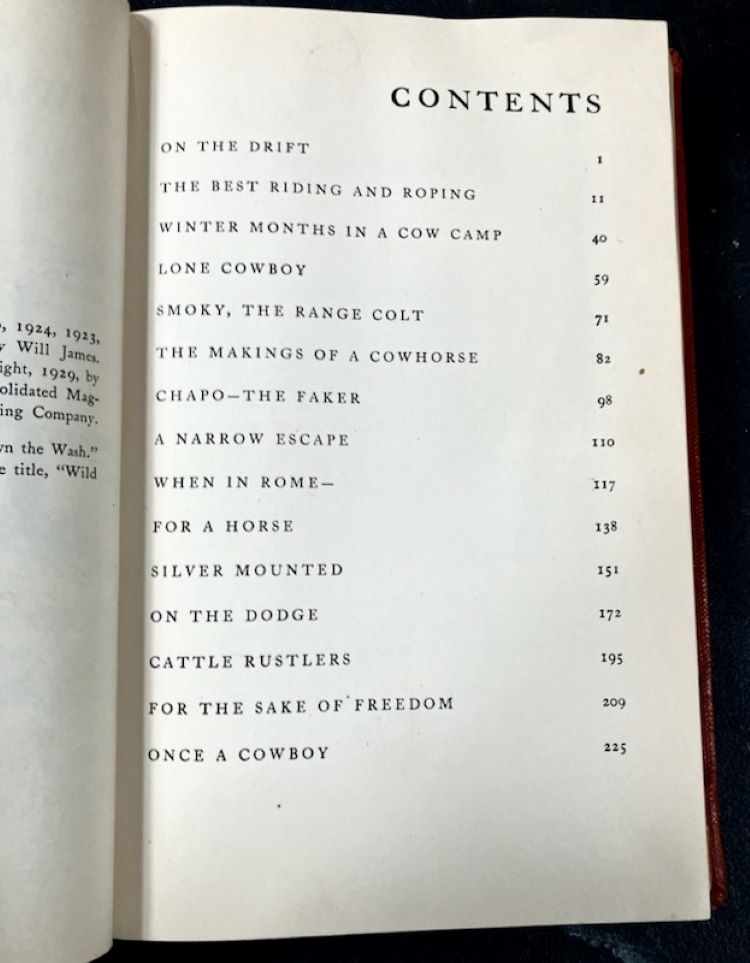 , 1924, 1923,
y Will James.
ight, 1929, by
olidated Mag-
ing Company.
vn the Wash."
e title, "Wild
CONTENTS
ON THE DRIFT 1
THE BEST RIDING AND ROPING 11
WINTER MONTHS IN A COW CAMP 40
LONE COWBOY 59
SMOKY, THE RANGE COLT 71
THE MAKINGS OF A COWHORSE 82
CHAPO—THE FAKER 98
A NARROW ESCAPE 110
WHEN IN ROME— 117
FOR A HORSE 138
SILVER MOUNTED 151
ON THE DODGE 172
CATTLE RUSTLERS 195
FOR THE SAKE OF FREEDOM 209
ONCE A COWBOY 225